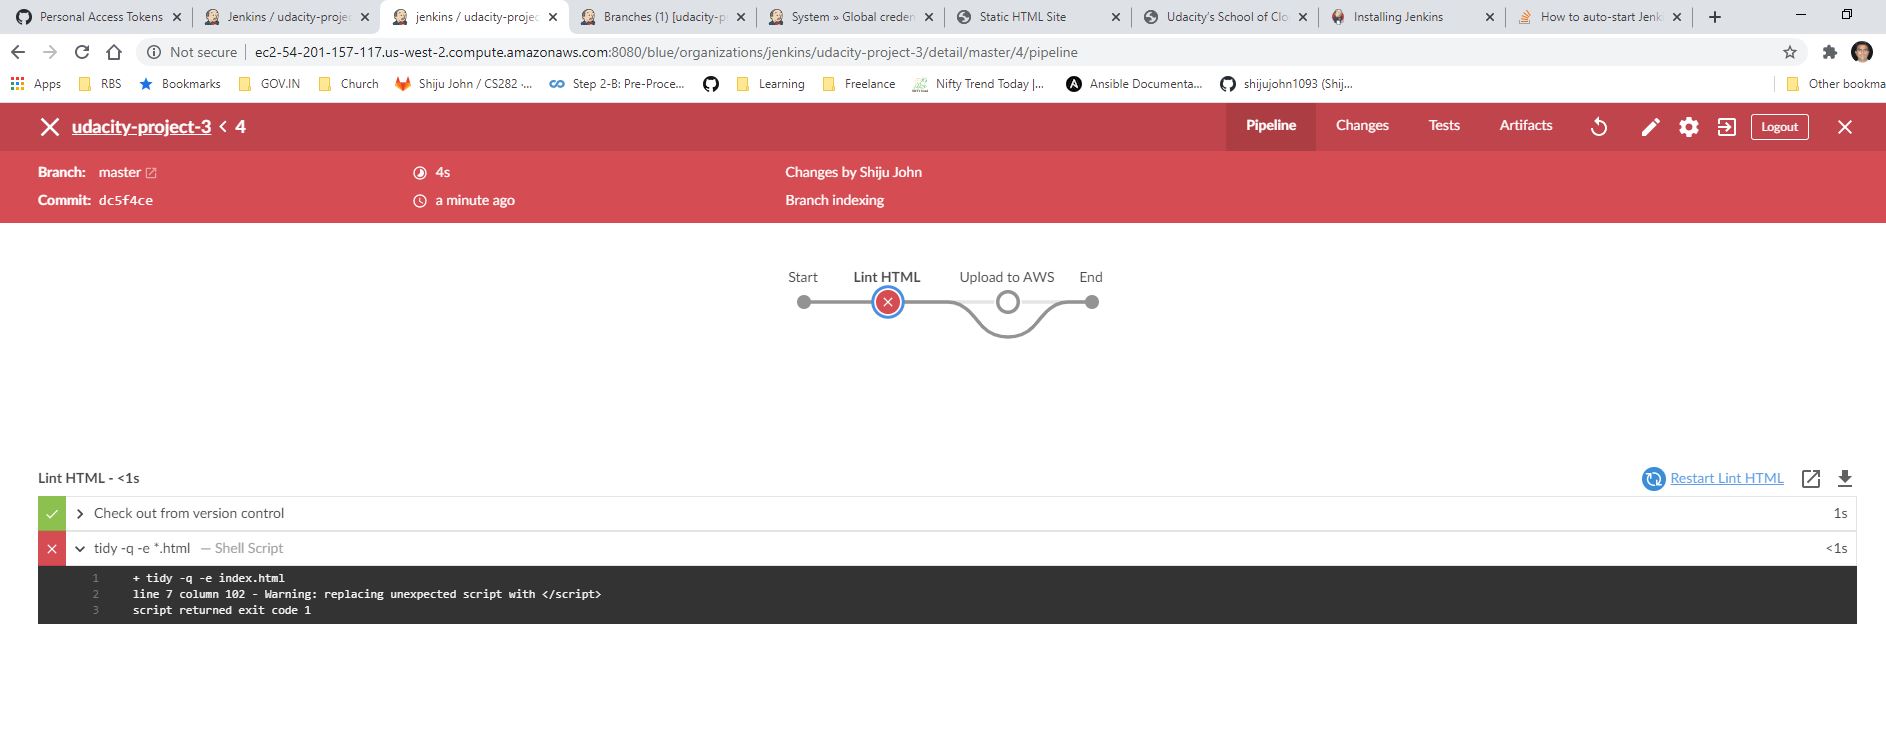 Personal Access Tokens
Jenkins / udacity-projec
jenkins / udacity-projec
Branches (1) [udacity-p
System » Global creden
Static HTML Site
Udacity's School of Clo
Installing Jenkins
How to auto-start Jenk
Not secure
ec2-54-201-157-117.us-west-2.compute.amazonaws.com:8080/blue/organizations/jenkins/udacity-project-3/detail/master/4/pipeline
Apps RBS Bookmarks GOV.IN Church Shiju John / CS282 ·... Step 2-B: Pre-Proce... Learning Freelance Nifty Trend Today |... Ansible Documenta... shijujohn1093 (Shij... Other bookma
udacity-project-3 < 4
Pipeline Changes Tests Artifacts Logout
Branch: master 4s Changes by Shiju John
Commit: dc5f4ce a minute ago Branch indexing
Start Lint HTML Upload to AWS End
Lint HTML - <1s
Restart Lint HTML
Check out from version control 1s
tidy -q -e *.html — Shell Script <1s
1 + tidy -q -e index.html
2 line 7 column 102 - Warning: replacing unexpected script with </script>
3 script returned exit code 1